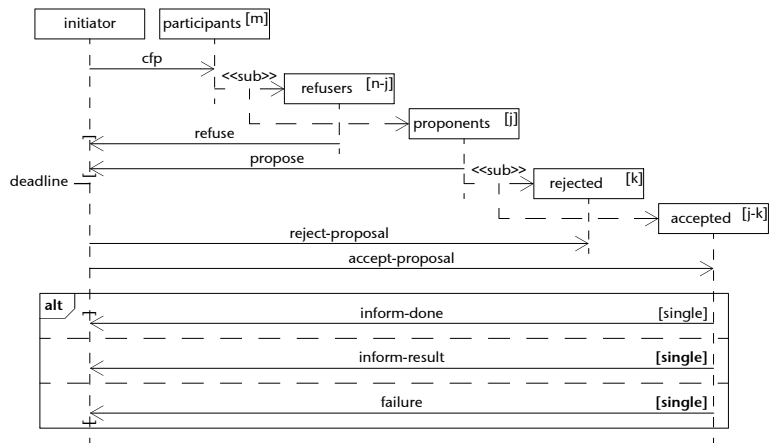 initiator
participants [m]
cfp
<<sub>>
refusers [n-j]
proponents [j]
refuse
propose
<<sub>>
deadline
rejected [k]
accepted [j-k]
reject-proposal
accept-proposal
alt
inform-done [single]
inform-result [single]
failure [single]